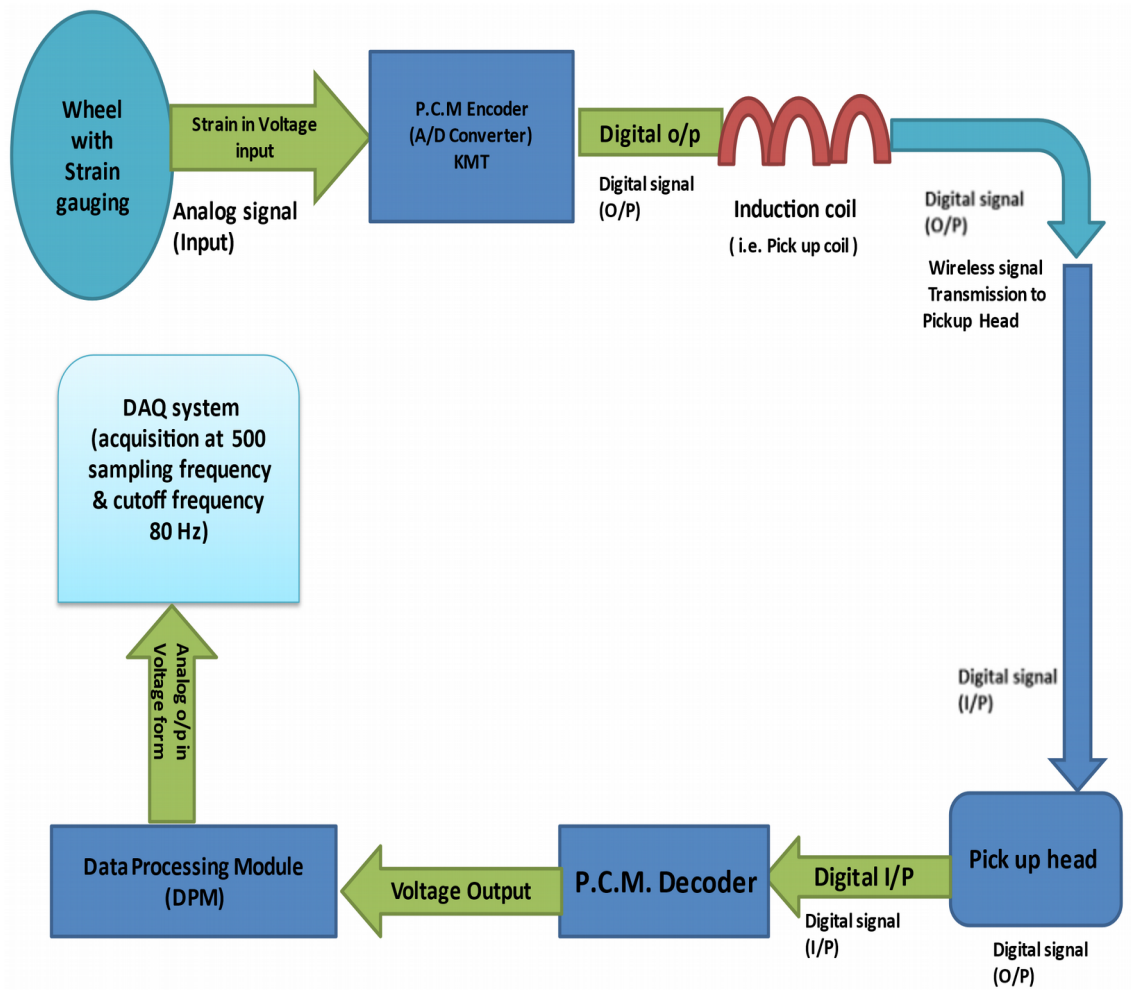 Wheel
with
Strain
gauging
Strain in Voltage
input
Analog signal
(Input)
P.C.M Encoder
(A/D Converter)
KMT
Digital o/p
Digital signal
(O/P)
Induction coil
( i.e. Pick up coil )
Digital signal
(O/P)
Wireless signal
Transmission to
Pickup Head
Digital signal
(I/P)
Pick up head
Digital signal
(O/P)
Digital I/P
Digital signal
(I/P)
P.C.M. Decoder
Voltage Output
Data Processing Module
(DPM)
Analog o/p in
Voltage form
DAQ system
(acquisition at 500
sampling frequency
& cutoff frequency
80 Hz)